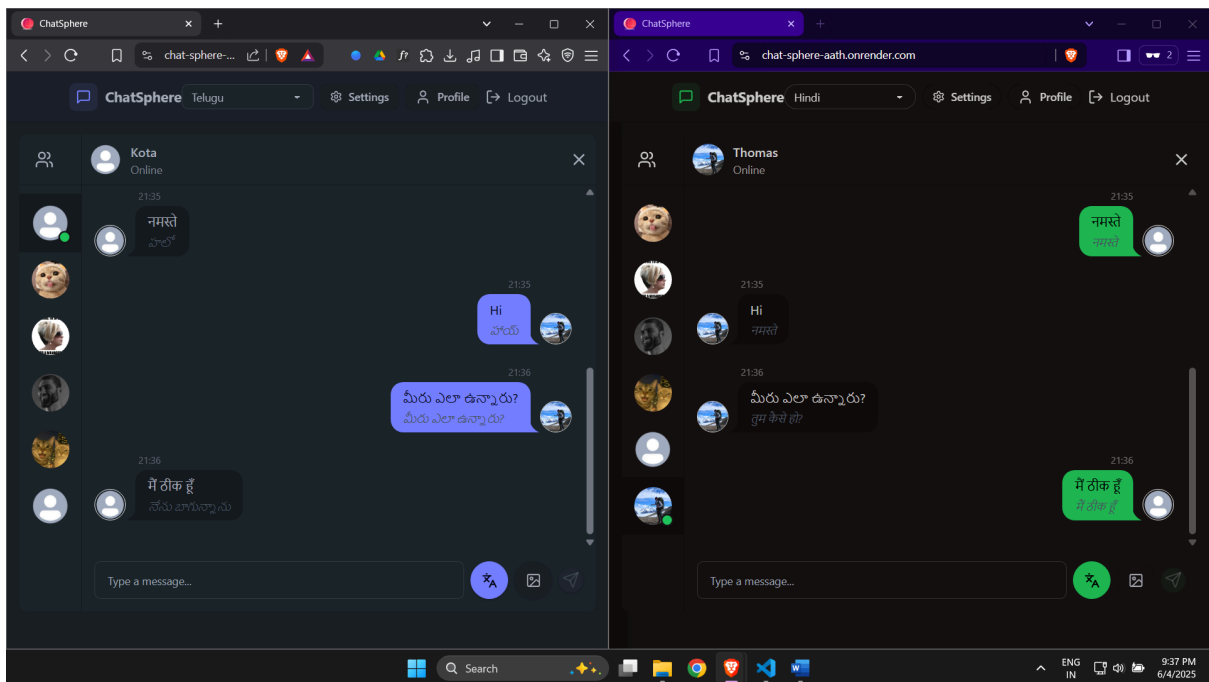 ChatSphere
chat-sphere-...
ChatSphere
Telugu
Settings
Profile
Logout
Kota
Online
21:35
नमस्ते
హలో
21:35
Hi
హాయ్
21:36
మీరు ఎలా ఉన్నారు?
మీరు ఎలా ఉన్నారు?
21:36
मैं ठीक हूँ
నేను బాగున్నాను
Type a message...
ChatSphere
chat-sphere-aath.onrender.com
2
ChatSphere
Hindi
Settings
Profile
Logout
Thomas
Online
21:35
नमस्ते
नमस्ते
21:35
Hi
नमस्ते
21:36
మీరు ఎలా ఉన్నారు?
तुम कैसे हो?
21:36
मैं ठीक हूँ
मैं ठीक हूँ
Type a message...
Search
ENG
IN
9:37 PM
6/4/2025